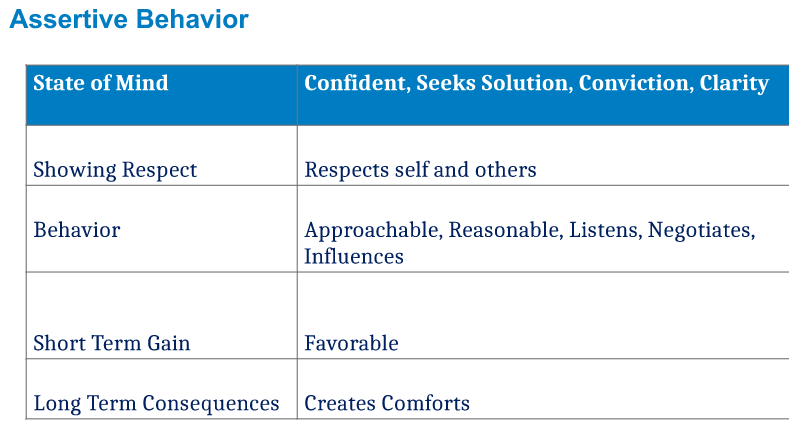 Assertive Behavior
State of Mind Confident, Seeks Solution, Conviction, Clarity
Showing Respect Respects self and others
Behavior Approachable, Reasonable, Listens, Negotiates,
Influences
Short Term Gain Favorable
Long Term Consequences Creates Comforts